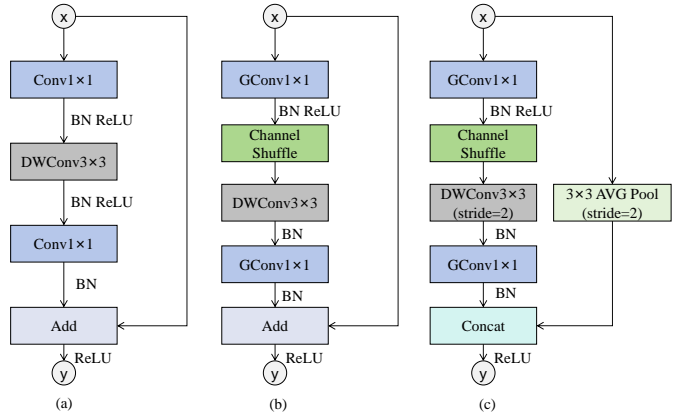 x
Conv1×1
BN ReLU
DWConv3×3
BN ReLU
Conv1×1
BN
Add
ReLU
y
(a)
x
GConv1×1
BN ReLU
Channel
Shuffle
DWConv3×3
BN
GConv1×1
BN
Add
ReLU
y
(b)
x
GConv1×1
BN ReLU
Channel
Shuffle
DWConv3×3
(stride=2)
3×3 AVG Pool
(stride=2)
BN
GConv1×1
BN
Concat
ReLU
y
(c)